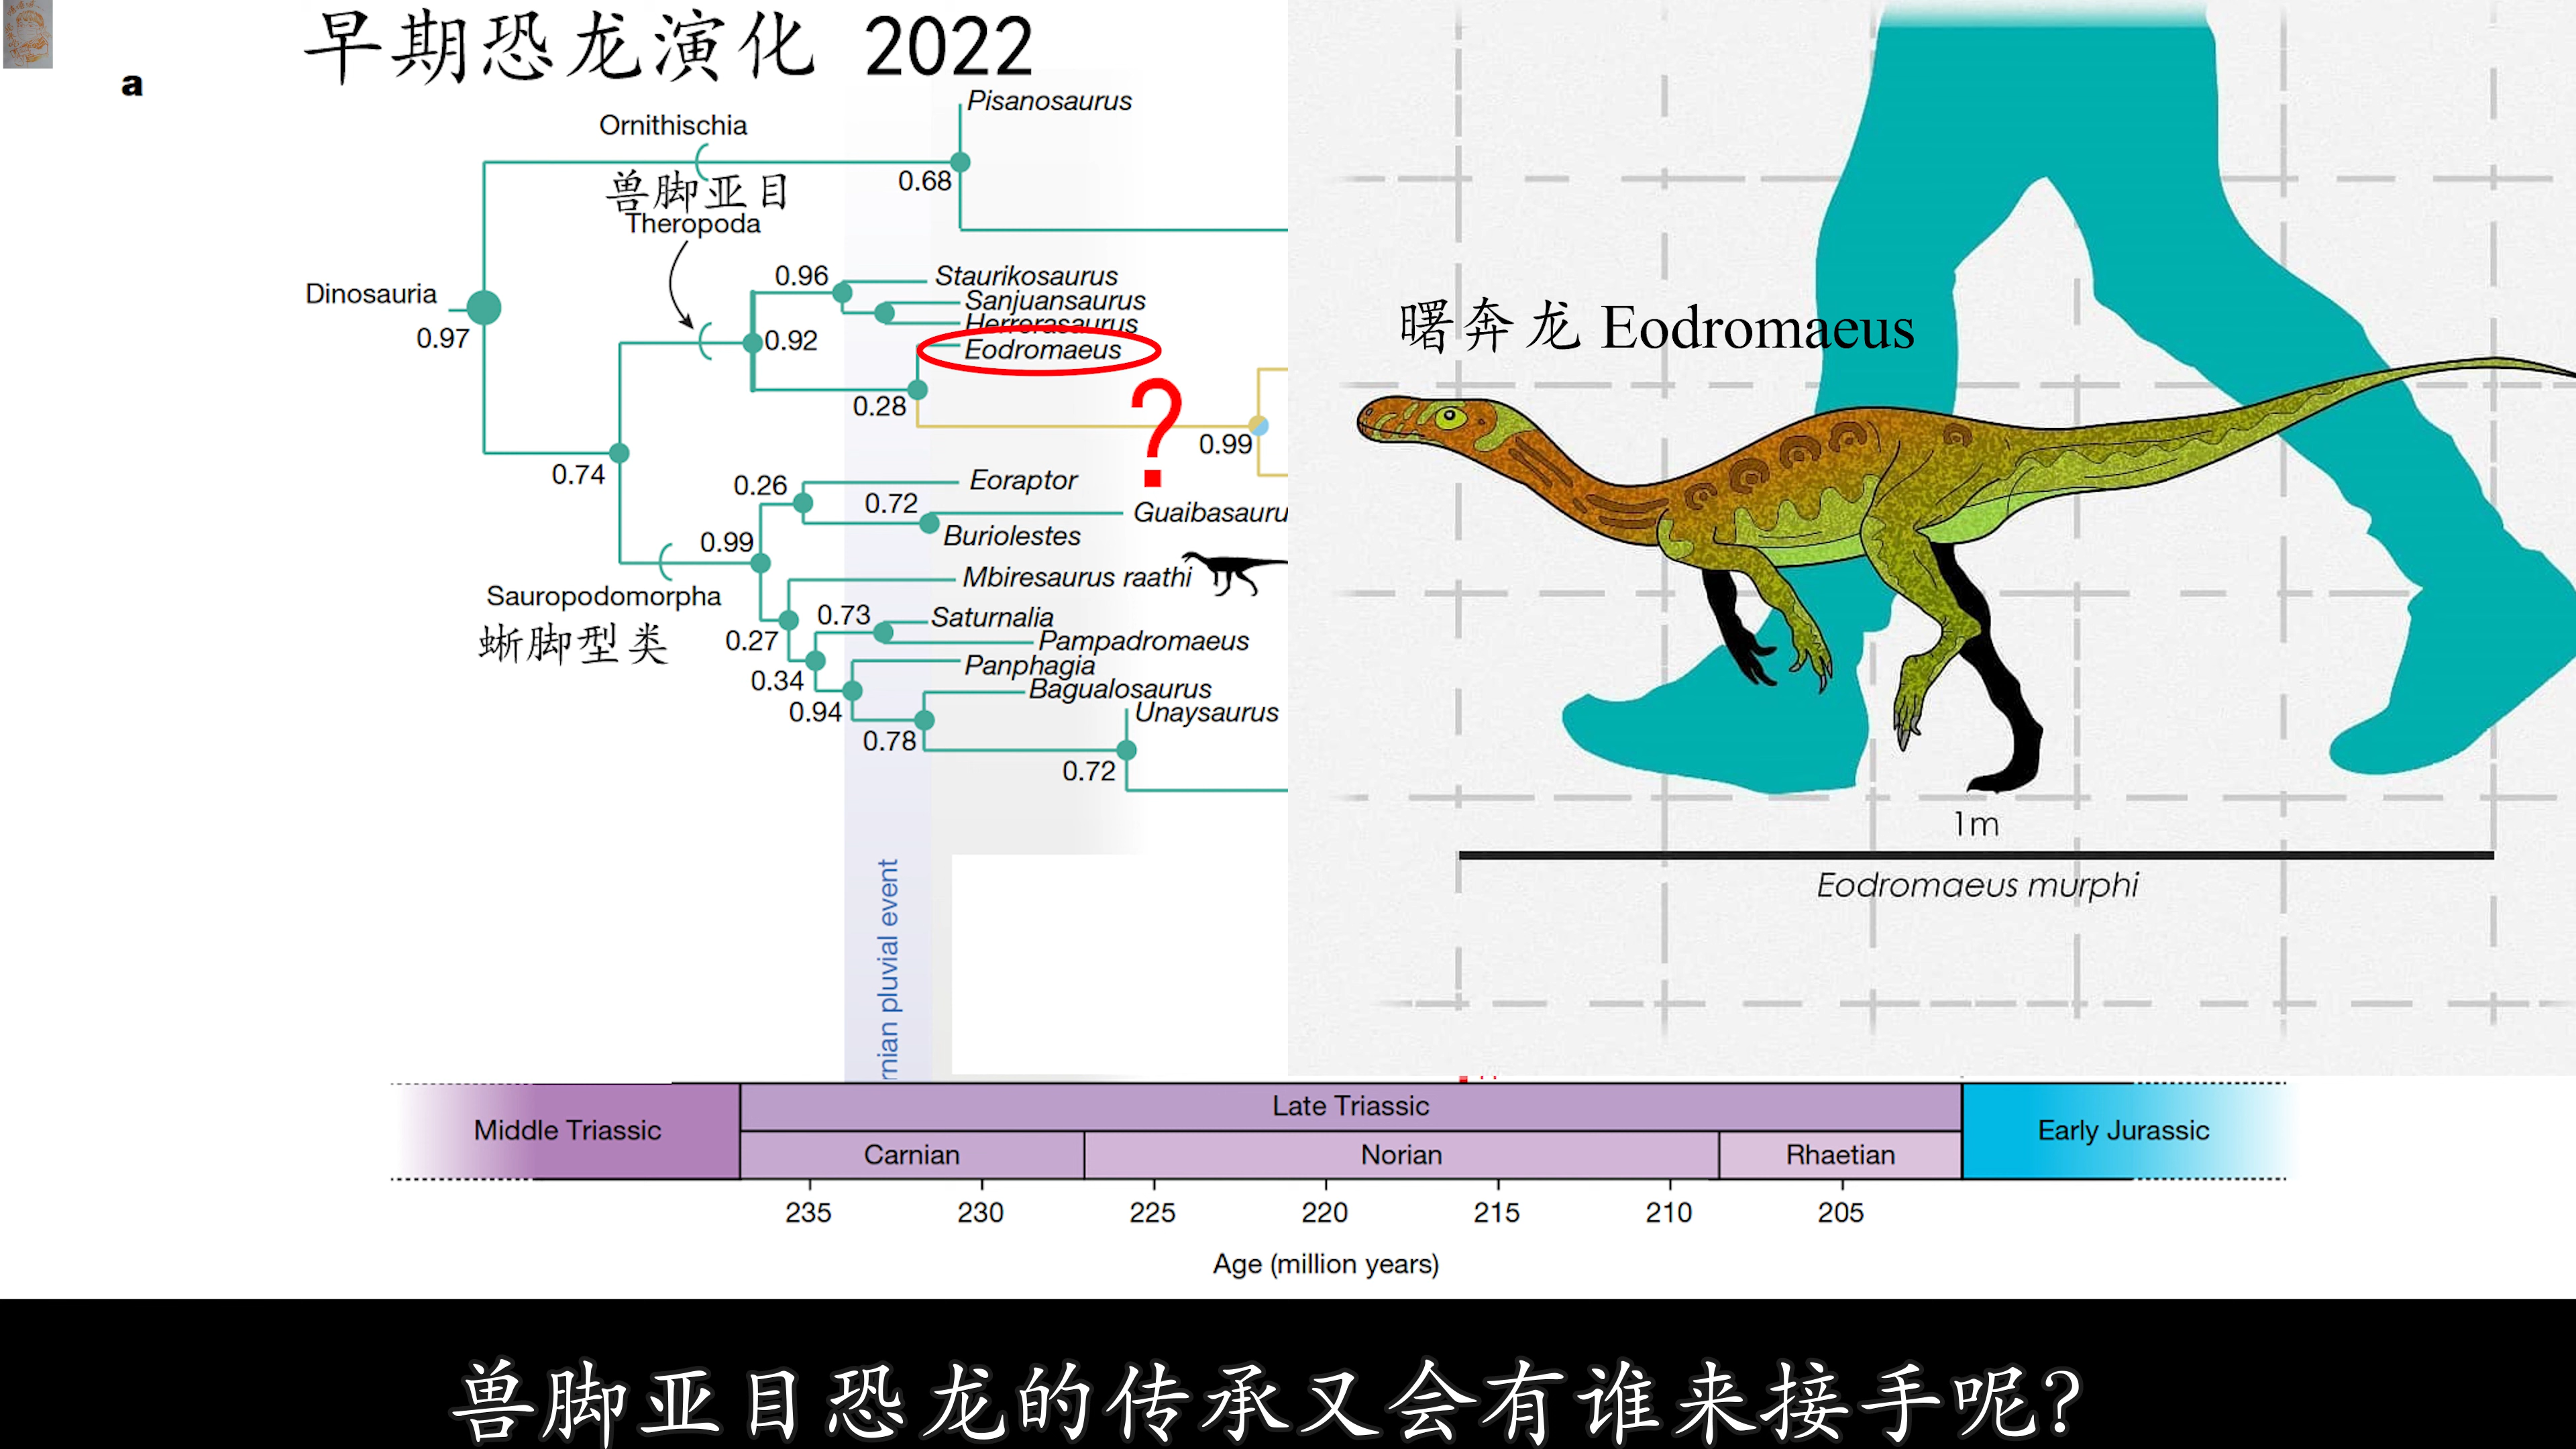 早期恐龙演化 2022
a
Pisanosaurus
Ornithischia
0.68
兽脚亚目
Theropoda
Dinosauria
0.97
0.96
Staurikosaurus
Sanjuansaurus
Herrerasaurus
0.92
Eodromaeus
0.28
?
0.99
0.74
0.26
Eoraptor
0.72
Guaibasauru
Buriolestes
0.99
Mbiresaurus raathi
Sauropodomorpha
蜥脚型类
0.73
Saturnalia
0.27
Pampadromaeus
Panphagia
0.34
Bagualosaurus
0.94
Unaysaurus
0.78
0.72
rnian pluvial event
曙奔龙 Eodromaeus
1m
Eodromaeus murphi
Middle Triassic
Late Triassic
Early Jurassic
Carnian
Norian
Rhaetian
235
230
225
220
215
210
205
Age (million years)
兽脚亚目恐龙的传承又会有谁来接手呢?